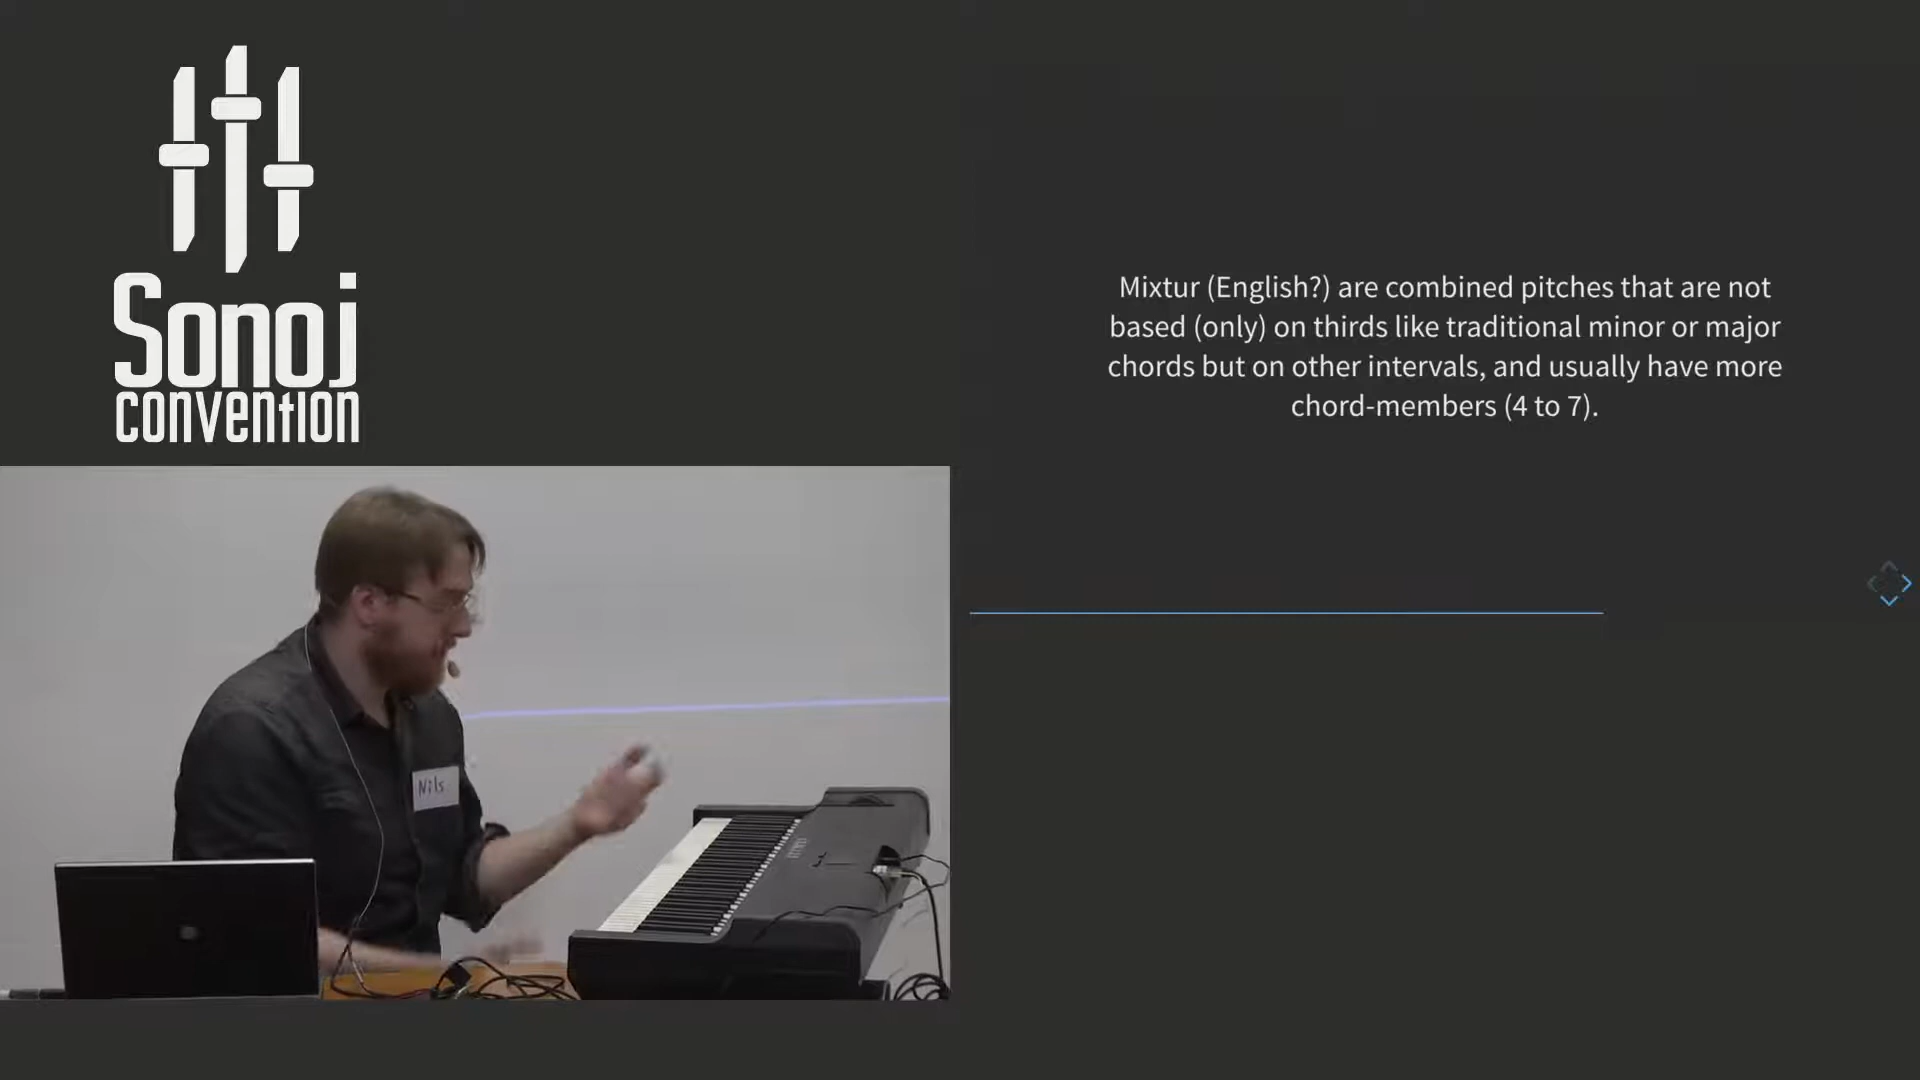 Sonoj
convention
Mixtur (English?) are combined pitches that are not
based (only) on thirds like traditional minor or major
chords but on other intervals, and usually have more
chord-members (4 to 7).
Nils